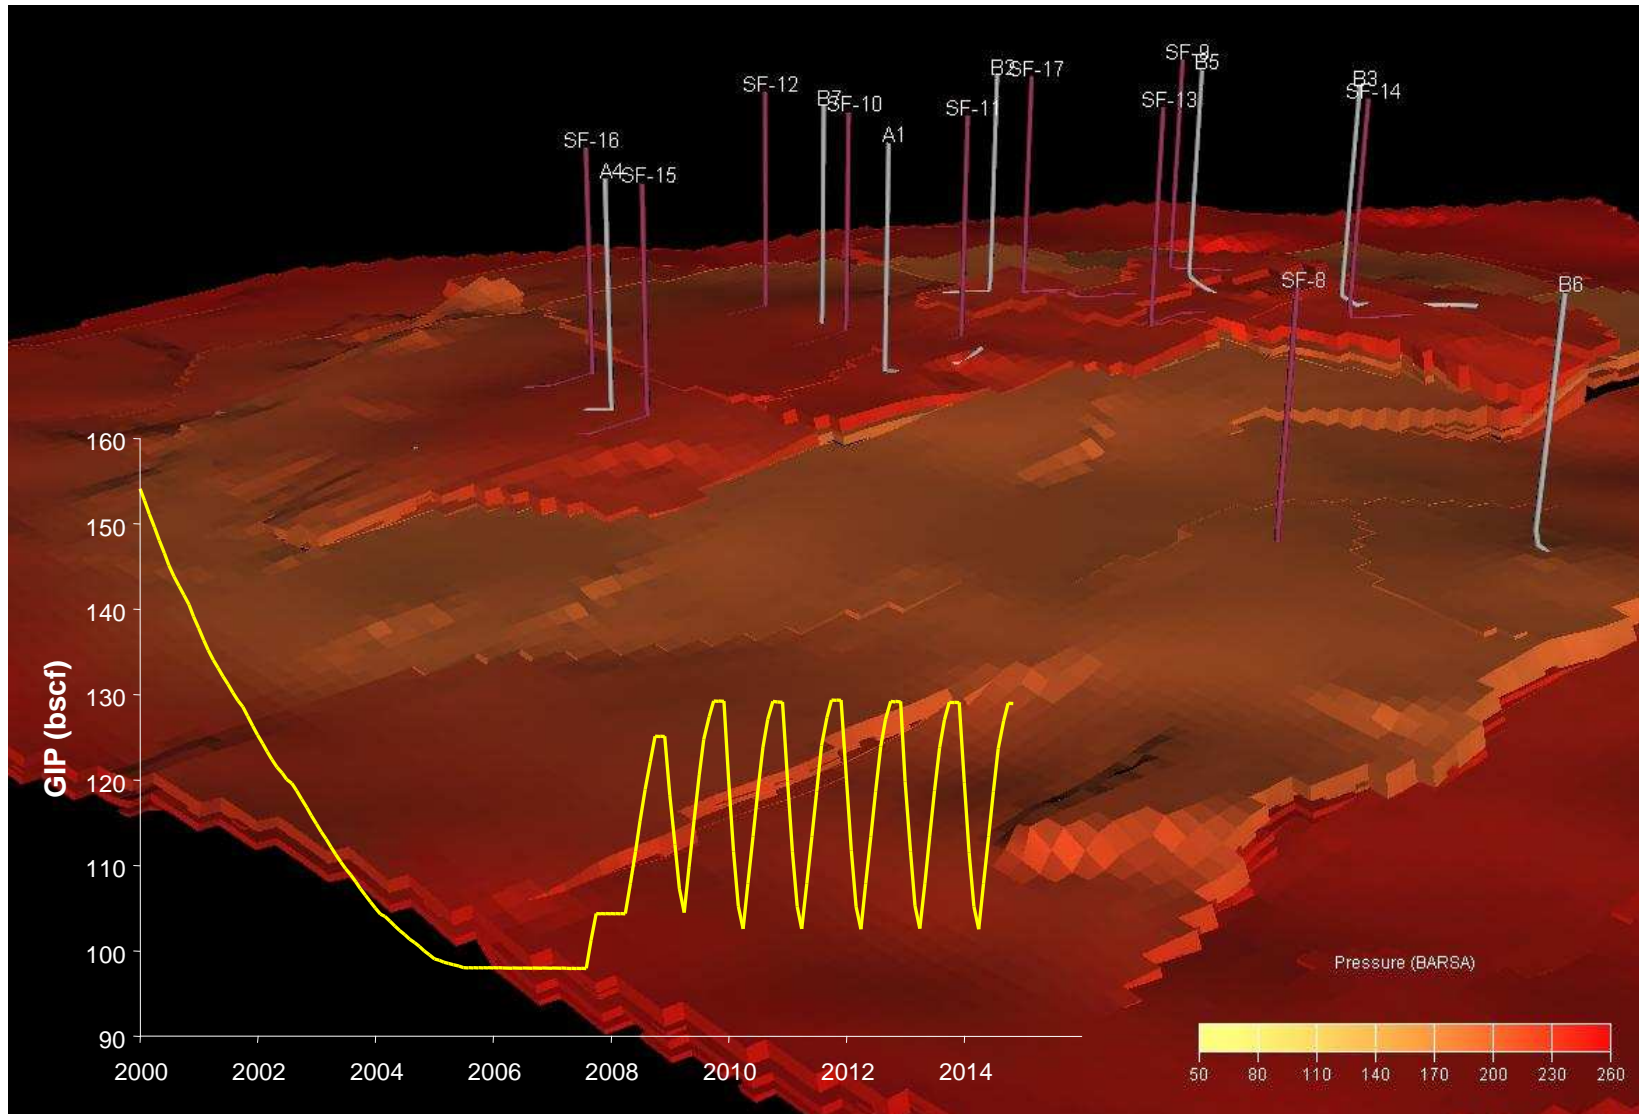 SF-9
B5
B2
SF-17
B3
SF-12
SF-14
B7
SF-10
SF-11
SF-13
A1
SF-16
A4
SF-15
SF-8
B6
160
150
140
130
120
110
100
90
GIP (bscf)
2000 2002 2004 2006 2008 2010 2012 2014
Pressure (BARSA)
50 80 110 140 170 200 230 260